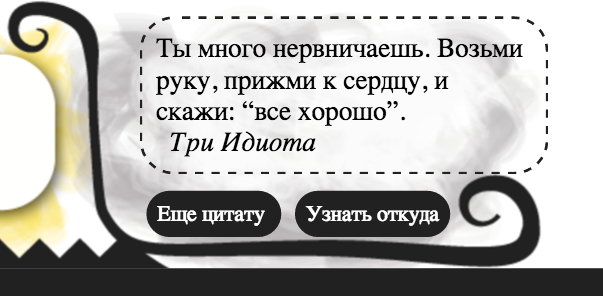 Ты много нервничаешь. Возьми
руку, прижми к сердцу, и
скажи: “все хорошо”.
Три Идиота
Еще цитату
Узнать откуда